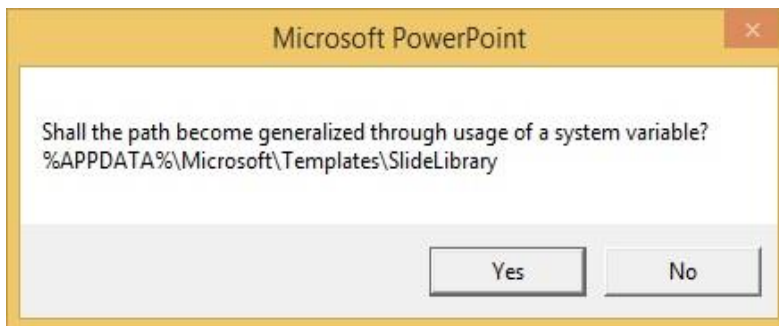 Microsoft PowerPoint
Shall the path become generalized through usage of a system variable?
%APPDATA%\Microsoft\Templates\SlideLibrary
Yes
No